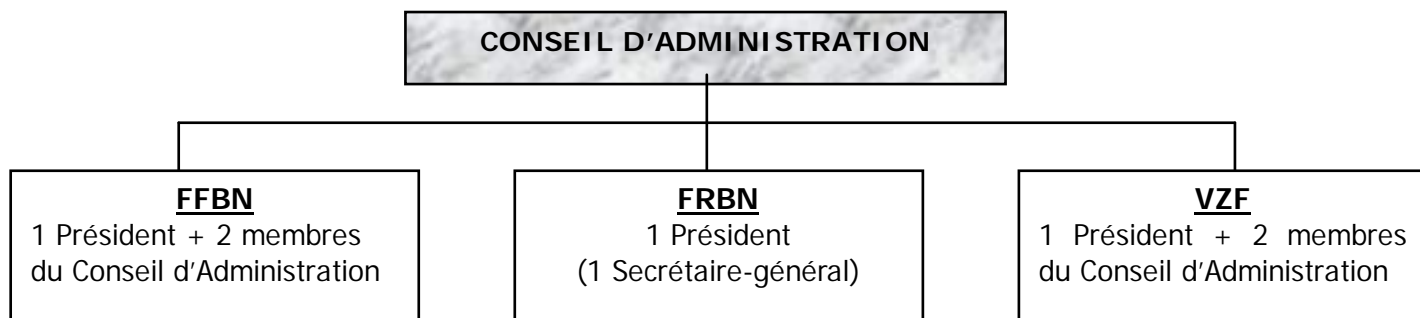 CONSEIL D'ADMINISTRATION
FFBN
1 Président + 2 membres
du Conseil d'Administration
FRBN
1 Président
(1 Secrétaire-général)
VZF
1 Président + 2 membres
du Conseil d'Administration